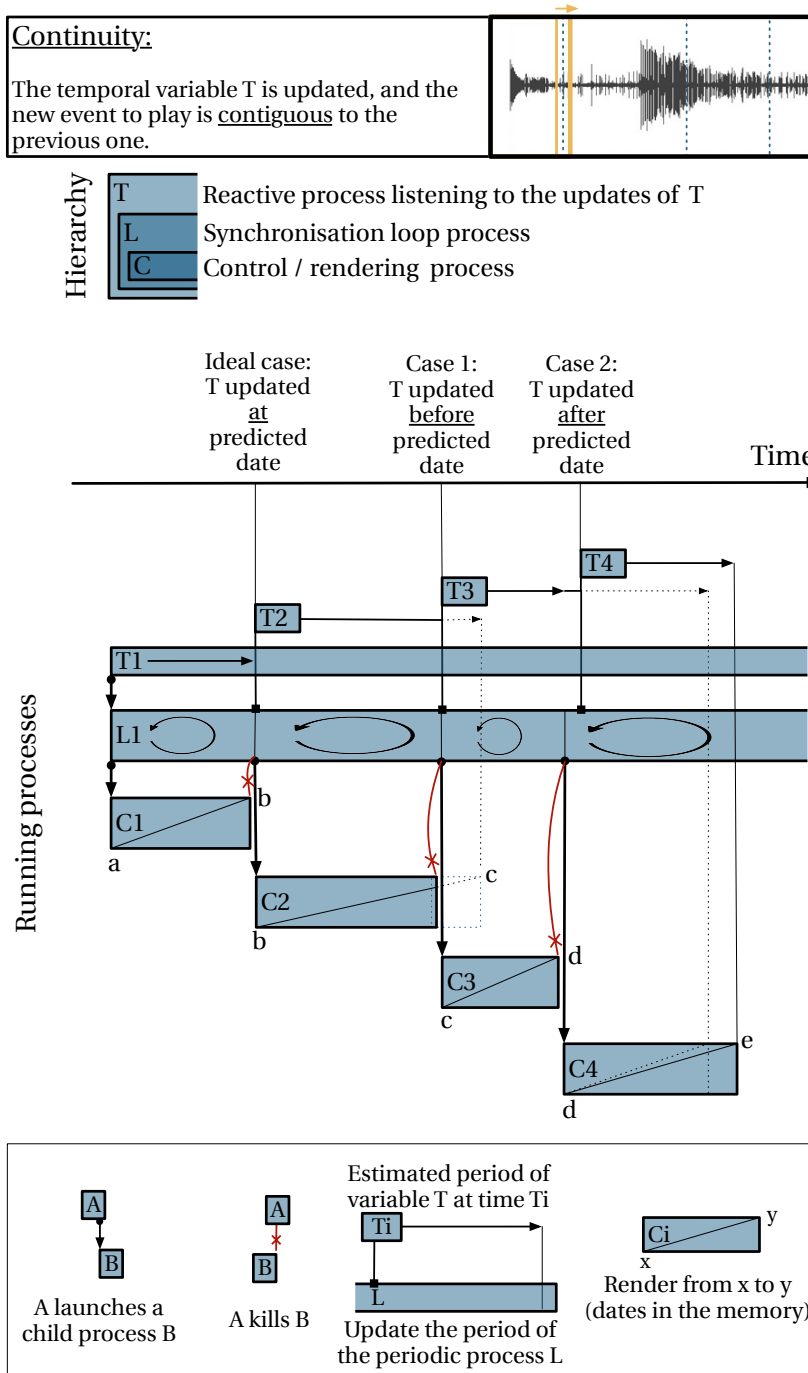 Continuity:
The temporal variable T is updated, and the
new event to play is contiguous to the
previous one.
Hierarchy
T
Reactive process listening to the updates of T
L
Synchronisation loop process
C
Control / rendering process
Ideal case:
T updated
at
predicted
date
Case 1:
T updated
before
predicted
date
Case 2:
T updated
after
predicted
date
Time
Running processes
T4
T3
T2
T1
L1
b
C1
a
c
C2
b
d
C3
c
e
C4
d
A
B
A launches a
child process B
A
B
A kills B
Estimated period of
variable T at time Ti
Ti
L
Update the period of
the periodic process L
y
Ci
x
Render from x to y
(dates in the memory)